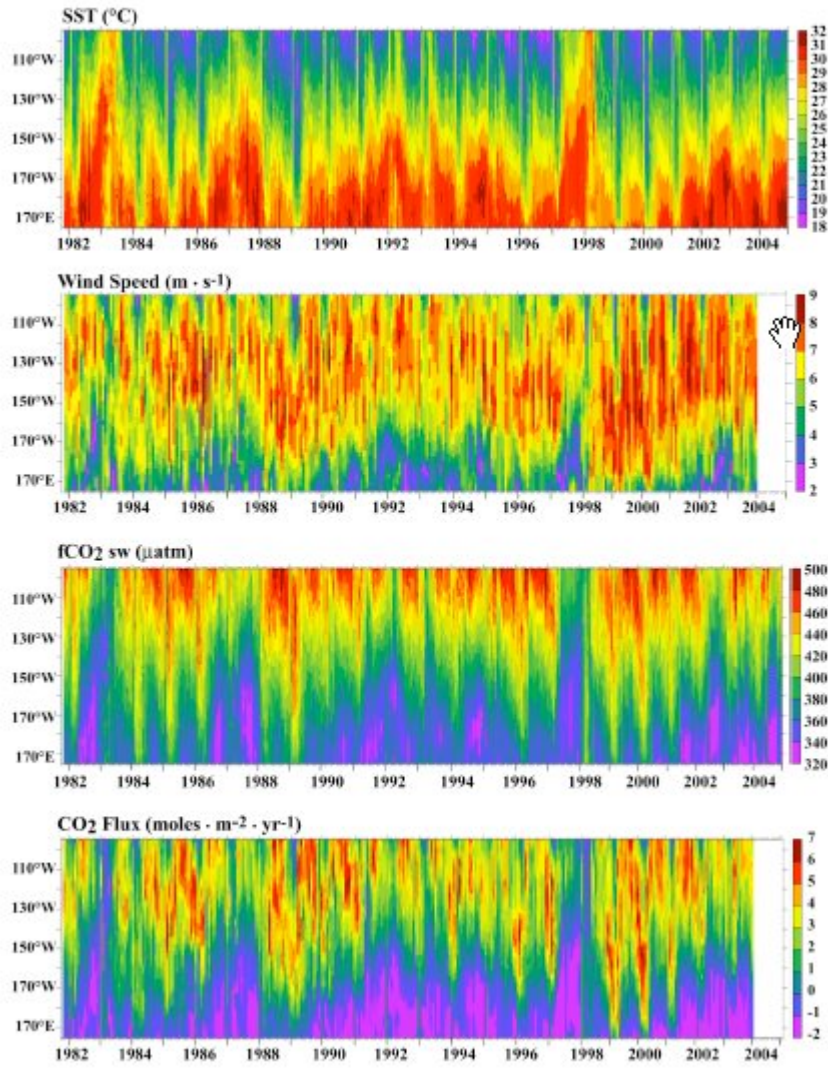 SST (°C)
110°W
130°W
150°W
170°W
170°E
1982 1984 1986 1988 1990 1992 1994 1996 1998 2000 2002 2004
32
31
30
29
28
26
25
24
23
22
21
20
19
18
Wind Speed (m · s-1)
110°W
130°W
150°W
170°W
170°E
1982 1984 1986 1988 1990 1992 1994 1996 1998 2000 2002 2004
9
8
7
6
5
4
3
2
fCO2 sw (µatm)
110°W
130°W
150°W
170°W
170°E
1982 1984 1986 1988 1990 1992 1994 1996 1998 2000 2002 2004
500
480
460
440
420
400
380
360
340
320
CO2 Flux (moles · m-2 · yr-1)
110°W
130°W
150°W
170°W
170°E
1982 1984 1986 1988 1990 1992 1994 1996 1998 2000 2002 2004
7
6
5
4
3
2
1
0
-1
-2